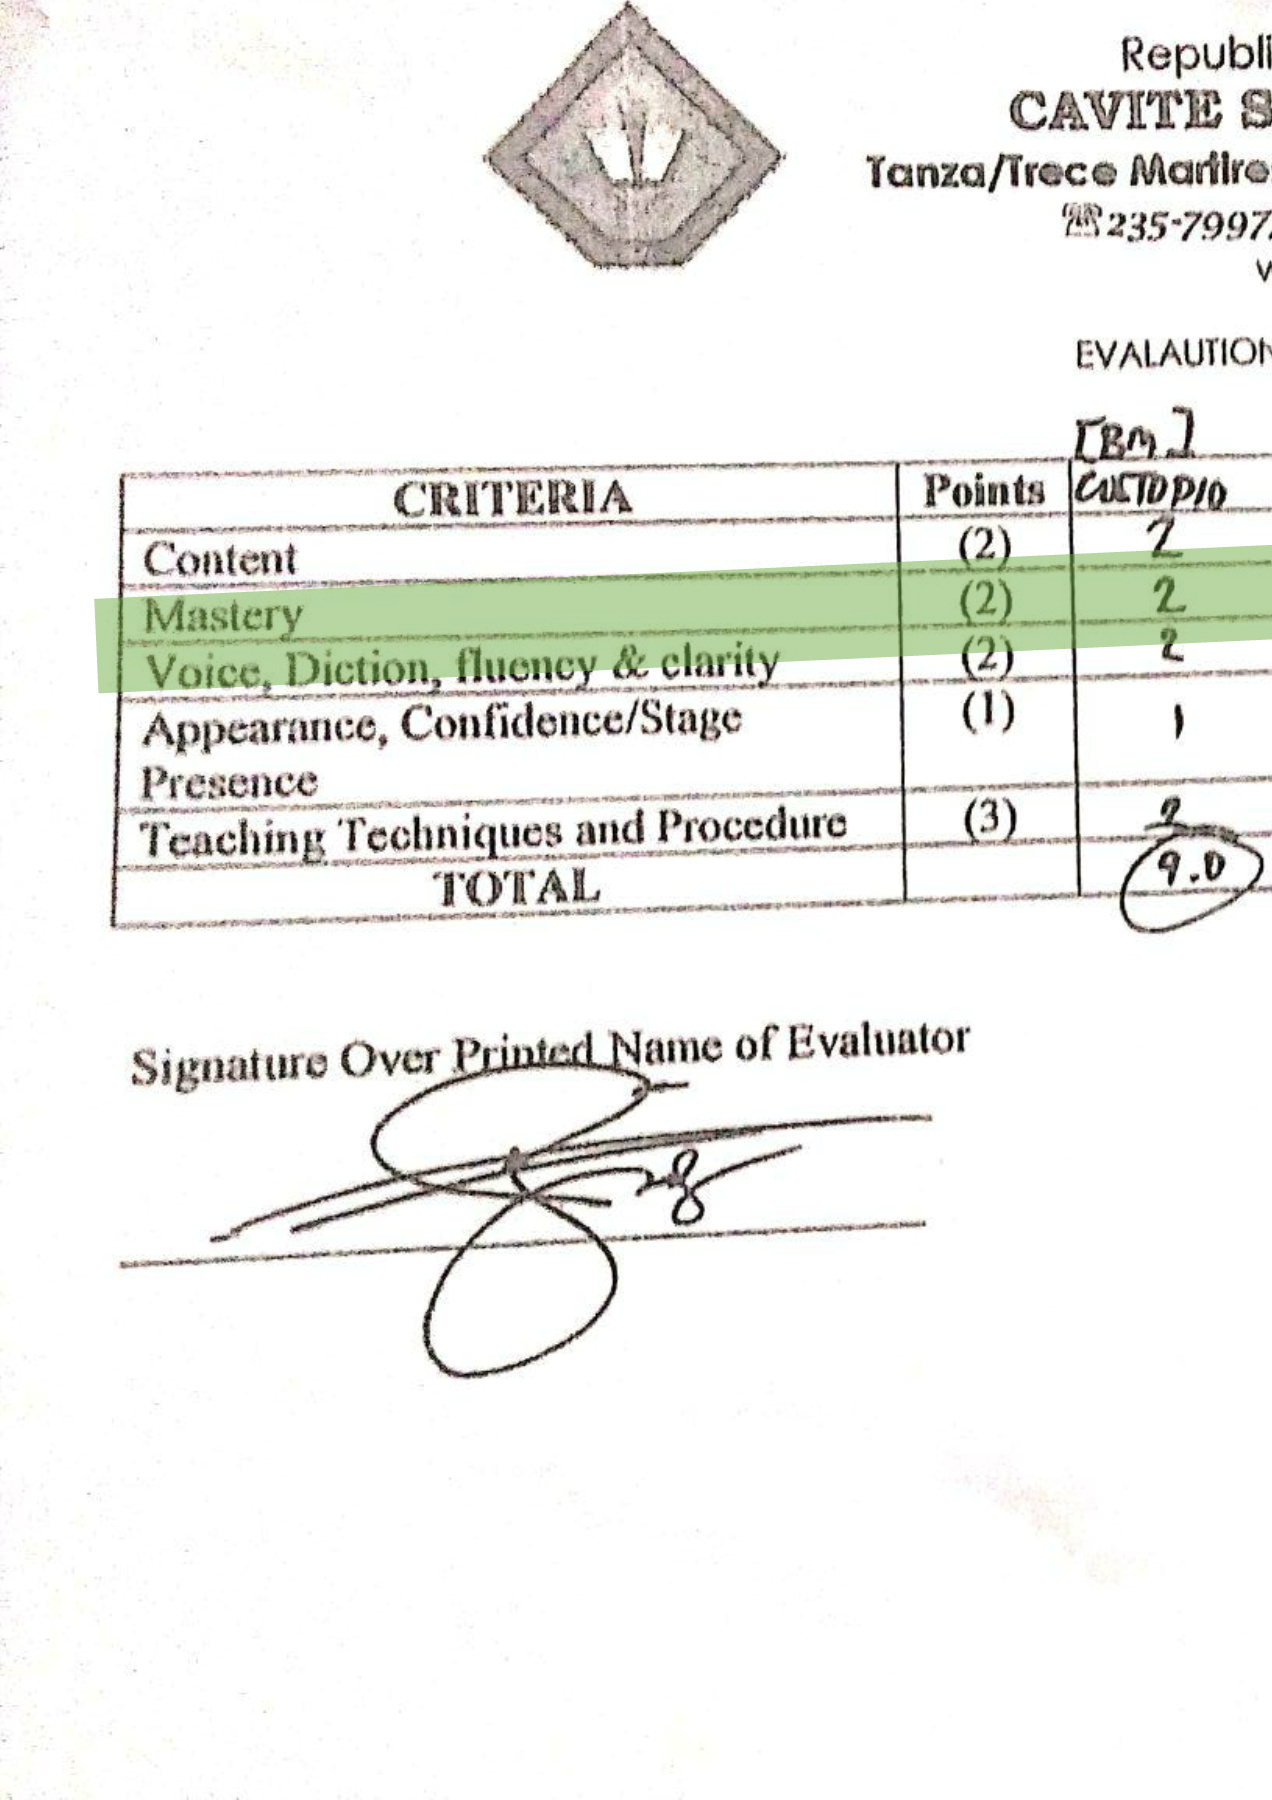 Republi
CAVITE S
Tanza/Trece Martire
☎235-7997
EVALAUTION
[BM]
CRITERIA Points CUSTODIO
Content (2) 2
Mastery (2) 2
Voice, Diction, fluency & clarity (2) 2
Appearance, Confidence/Stage (1) 1
Presence
Teaching Techniques and Procedure (3) 2
TOTAL 9.0
Signature Over Printed Name of Evaluator